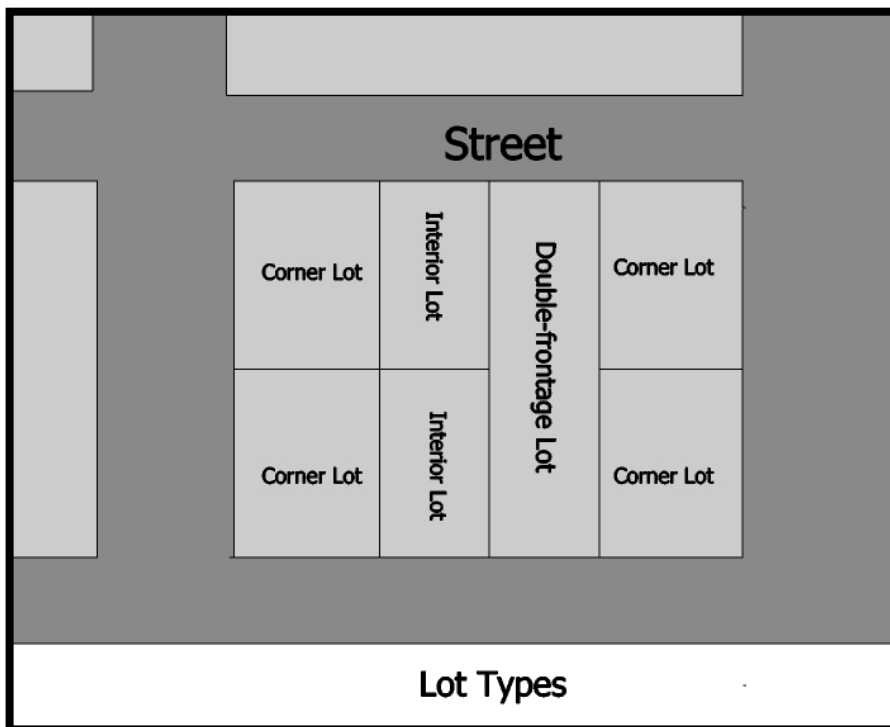 Street
Corner Lot
Interior Lot
Double-frontage Lot
Corner Lot
Corner Lot
Interior Lot
Corner Lot
Lot Types